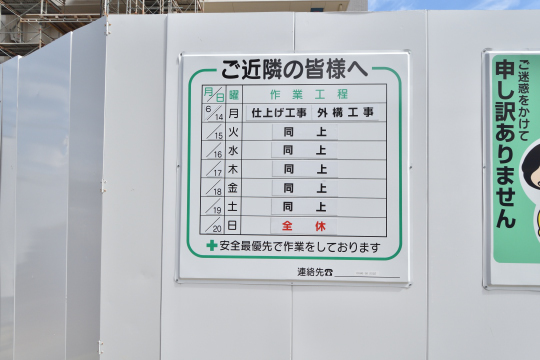 ご近隣の皆様へ
月/日 曜 作業工程
6/14 月 仕上げ工事 外構工事
/15 火 同上
/16 水 同上
/17 木 同上
/18 金 同上
/19 土 同上
/20 日 全休
✚安全最優先で作業をしております
連絡先☎
ご迷惑をかけて
申し訳ありません